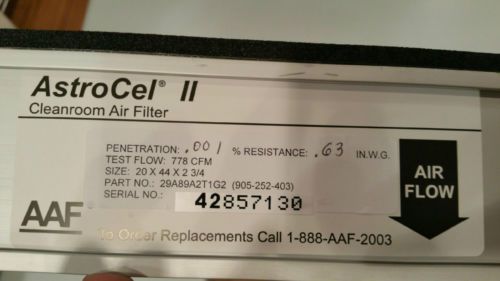 AstroCel® II
Cleanroom Air Filter
PENETRATION: .001 % RESISTANCE: .63 IN.W.G.
TEST FLOW: 778 CFM
SIZE: 20 X 44 X 2 3/4
PART NO.: 29A89A2T1G2 (905-252-403)
SERIAL NO.: 42857130
AIR
FLOW
AAF
To Order Replacements Call 1-888-AAF-2003